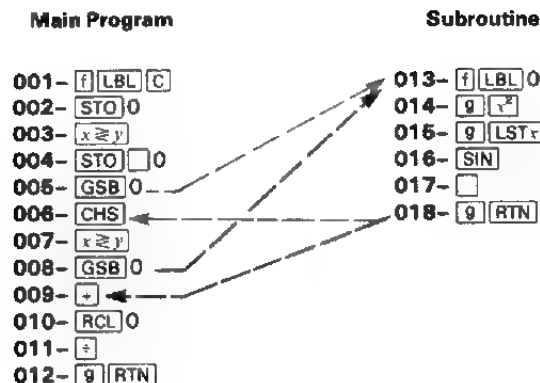 Main Program
001– f LBL C
002– STO 0
003– x ≷ y
004– STO 0
005– GSB 0
006– CHS
007– x ≷ y
008– GSB 0
009– +
010– RCL 0
011– ÷
012– g RTN
Subroutine
013– f LBL 0
014– g x²
015– g LSTx
016– SIN
017–
018– g RTN